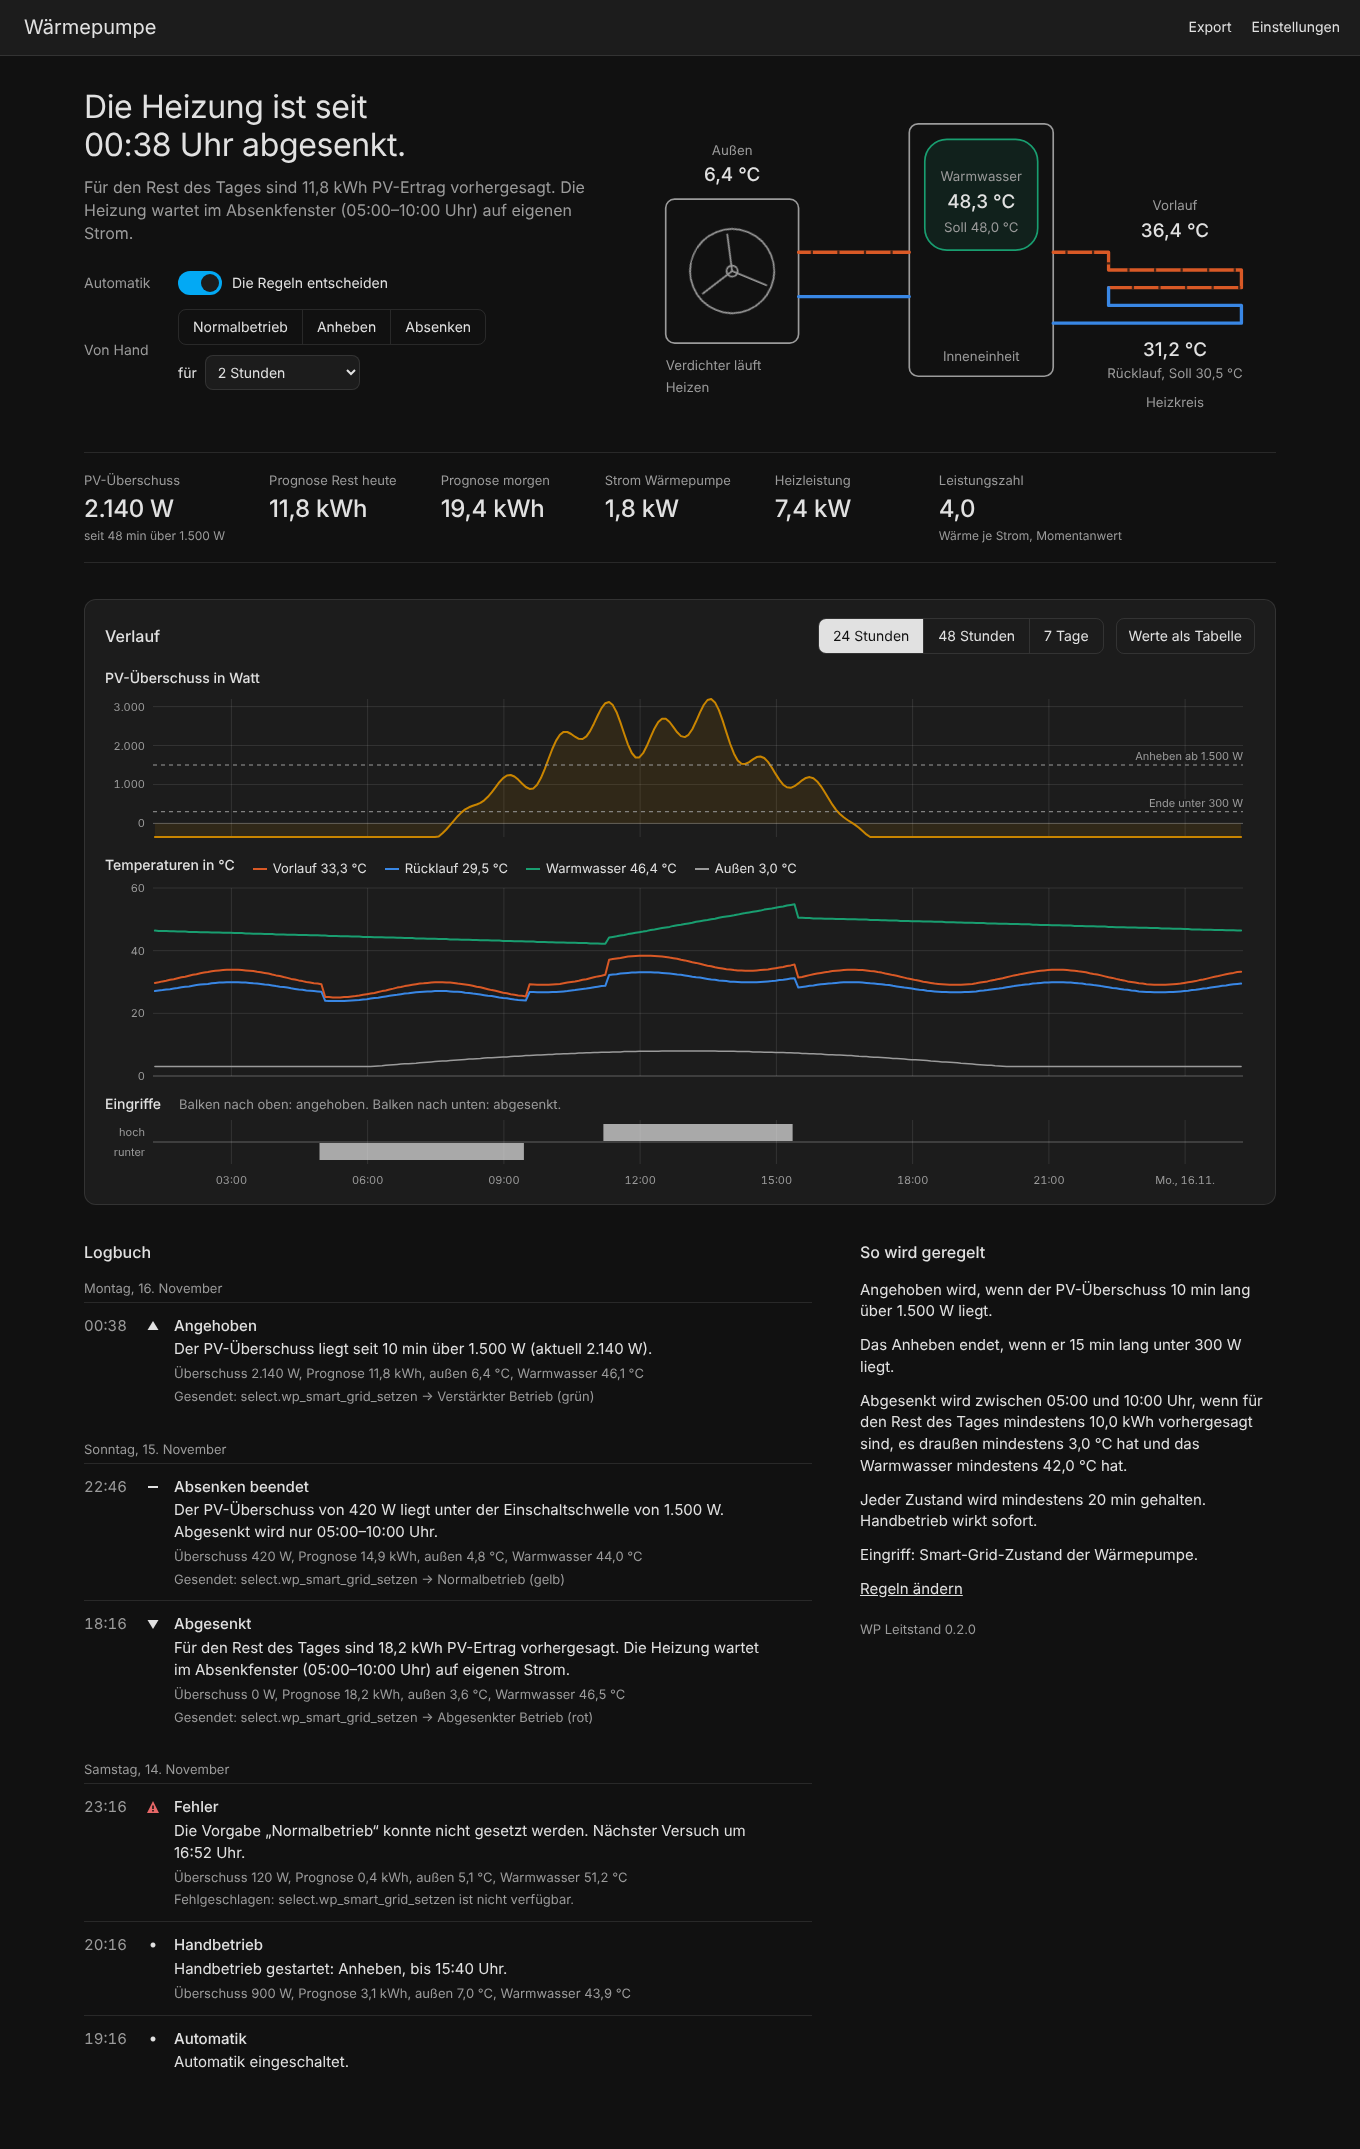 Wärmepumpe
Export
Einstellungen
Die Heizung ist seit
00:38 Uhr abgesenkt.
Für den Rest des Tages sind 11,8 kWh PV-Ertrag vorhergesagt. Die
Heizung wartet im Absenkfenster (05:00–10:00 Uhr) auf eigenen
Strom.
Automatik
Die Regeln entscheiden
Von Hand
Normalbetrieb
Anheben
Absenken
für
2 Stunden
Außen
6,4 °C
Verdichter läuft
Heizen
Warmwasser
48,3 °C
Soll 48,0 °C
Inneneinheit
Vorlauf
36,4 °C
31,2 °C
Rücklauf, Soll 30,5 °C
Heizkreis
PV-Überschuss
2.140 W
seit 48 min über 1.500 W
Prognose Rest heute
11,8 kWh
Prognose morgen
19,4 kWh
Strom Wärmepumpe
1,8 kW
Heizleistung
7,4 kW
Leistungszahl
4,0
Wärme je Strom, Momentanwert
Verlauf
24 Stunden
48 Stunden
7 Tage
Werte als Tabelle
PV-Überschuss in Watt
3.000
2.000
1.000
0
Anheben ab 1.500 W
Ende unter 300 W
Temperaturen in °C
Vorlauf 33,3 °C
Rücklauf 29,5 °C
Warmwasser 46,4 °C
Außen 3,0 °C
60
40
20
0
Eingriffe
Balken nach oben: angehoben. Balken nach unten: abgesenkt.
hoch
runter
03:00
06:00
09:00
12:00
15:00
18:00
21:00
Mo., 16.11.
Logbuch
Montag, 16. November
00:38
Angehoben
Der PV-Überschuss liegt seit 10 min über 1.500 W (aktuell 2.140 W).
Überschuss 2.140 W, Prognose 11,8 kWh, außen 6,4 °C, Warmwasser 46,1 °C
Gesendet: select.wp_smart_grid_setzen → Verstärkter Betrieb (grün)
Sonntag, 15. November
22:46
Absenken beendet
Der PV-Überschuss von 420 W liegt unter der Einschaltschwelle von 1.500 W.
Abgesenkt wird nur 05:00–10:00 Uhr.
Überschuss 420 W, Prognose 14,9 kWh, außen 4,8 °C, Warmwasser 44,0 °C
Gesendet: select.wp_smart_grid_setzen → Normalbetrieb (gelb)
18:16
Abgesenkt
Für den Rest des Tages sind 18,2 kWh PV-Ertrag vorhergesagt. Die Heizung wartet
im Absenkfenster (05:00–10:00 Uhr) auf eigenen Strom.
Überschuss 0 W, Prognose 18,2 kWh, außen 3,6 °C, Warmwasser 46,5 °C
Gesendet: select.wp_smart_grid_setzen → Abgesenkter Betrieb (rot)
Samstag, 14. November
23:16
Fehler
Die Vorgabe „Normalbetrieb“ konnte nicht gesetzt werden. Nächster Versuch um
16:52 Uhr.
Überschuss 120 W, Prognose 0,4 kWh, außen 5,1 °C, Warmwasser 51,2 °C
Fehlgeschlagen: select.wp_smart_grid_setzen ist nicht verfügbar.
20:16
Handbetrieb
Handbetrieb gestartet: Anheben, bis 15:40 Uhr.
Überschuss 900 W, Prognose 3,1 kWh, außen 7,0 °C, Warmwasser 43,9 °C
19:16
Automatik
Automatik eingeschaltet.
So wird geregelt
Angehoben wird, wenn der PV-Überschuss 10 min lang
über 1.500 W liegt.
Das Anheben endet, wenn er 15 min lang unter 300 W
liegt.
Abgesenkt wird zwischen 05:00 und 10:00 Uhr, wenn für
den Rest des Tages mindestens 10,0 kWh vorhergesagt
sind, es draußen mindestens 3,0 °C hat und das
Warmwasser mindestens 42,0 °C hat.
Jeder Zustand wird mindestens 20 min gehalten.
Handbetrieb wirkt sofort.
Eingriff: Smart-Grid-Zustand der Wärmepumpe.
Regeln ändern
WP Leitstand 0.2.0